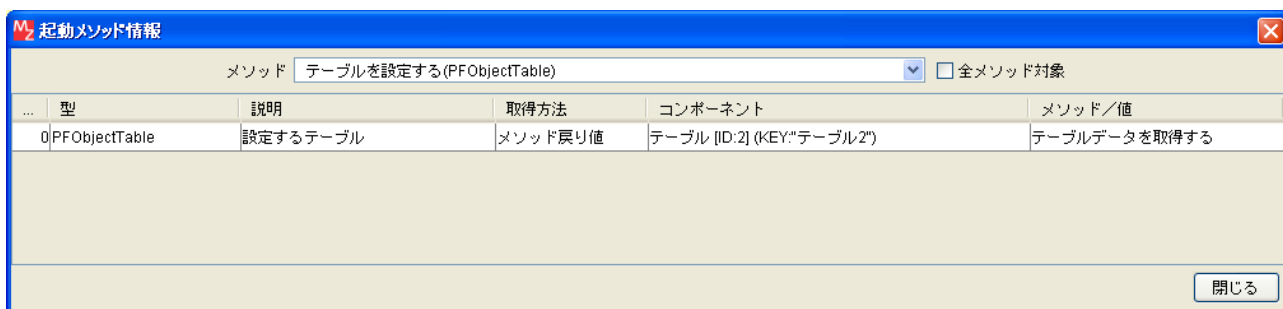 MZ 起動メソッド情報
メソッド テーブルを設定する(PFObjectTable) 全メソッド対象
... 型 説明 取得方法 コンポーネント メソッド／値
0 PFObjectTable 設定するテーブル メソッド戻り値 テーブル [ID:2] (KEY:"テーブル2") テーブルデータを取得する
閉じる